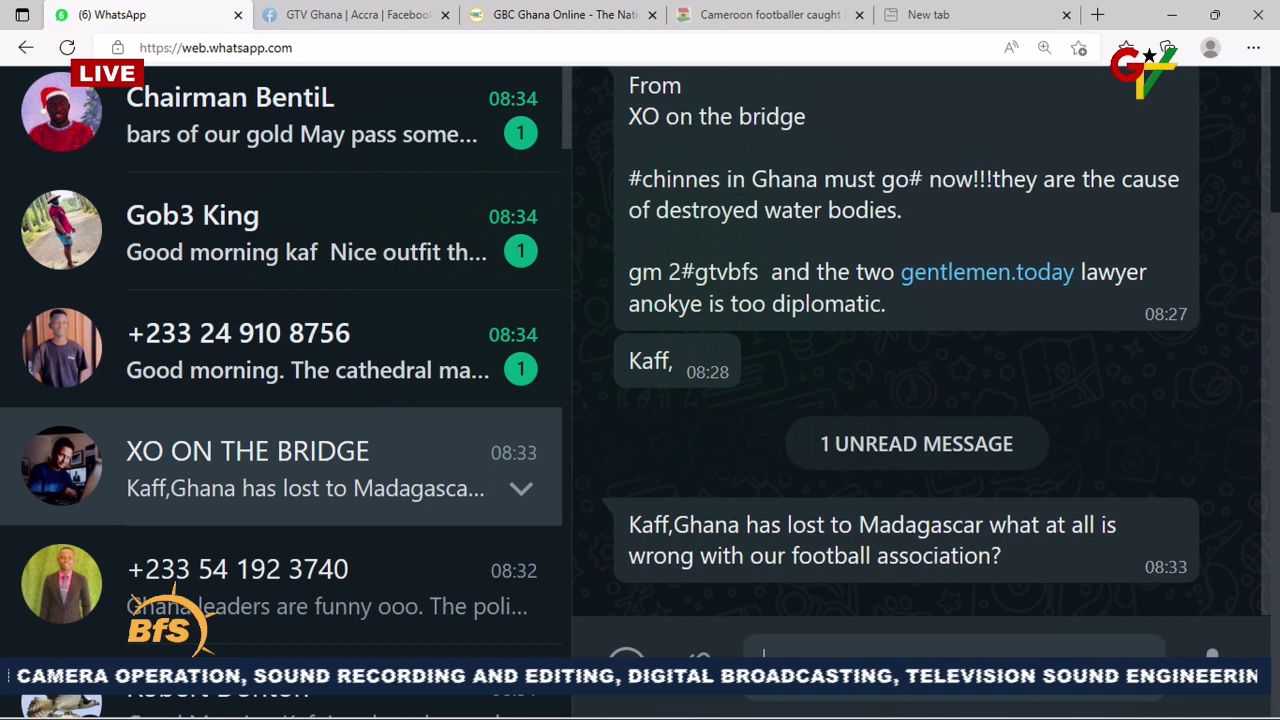 (6) WhatsApp
GTV Ghana | Accra | Facebook
GBC Ghana Online - The Nati
Cameroon footballer caught
New tab
https://web.whatsapp.com
LIVE
GTV
Chairman BentiL
08:34
bars of our gold May pass some...
1
Gob3 King
08:34
Good morning kaf Nice outfit th...
1
+233 24 910 8756
08:34
Good morning. The cathedral ma...
1
XO ON THE BRIDGE
08:33
Kaff,Ghana has lost to Madagasca...
+233 54 192 3740
08:32
Ghana leaders are funny ooo. The poli...
BfS
From
XO on the bridge
#chinnes in Ghana must go# now!!!they are the cause
of destroyed water bodies.
gm 2#gtvbfs and the two gentlemen.today lawyer
anokye is too diplomatic.
08:27
Kaff,
08:28
1 UNREAD MESSAGE
Kaff,Ghana has lost to Madagascar what at all is
wrong with our football association?
08:33
CAMERA OPERATION, SOUND RECORDING AND EDITING, DIGITAL BROADCASTING, TELEVISION SOUND ENGINEERIN